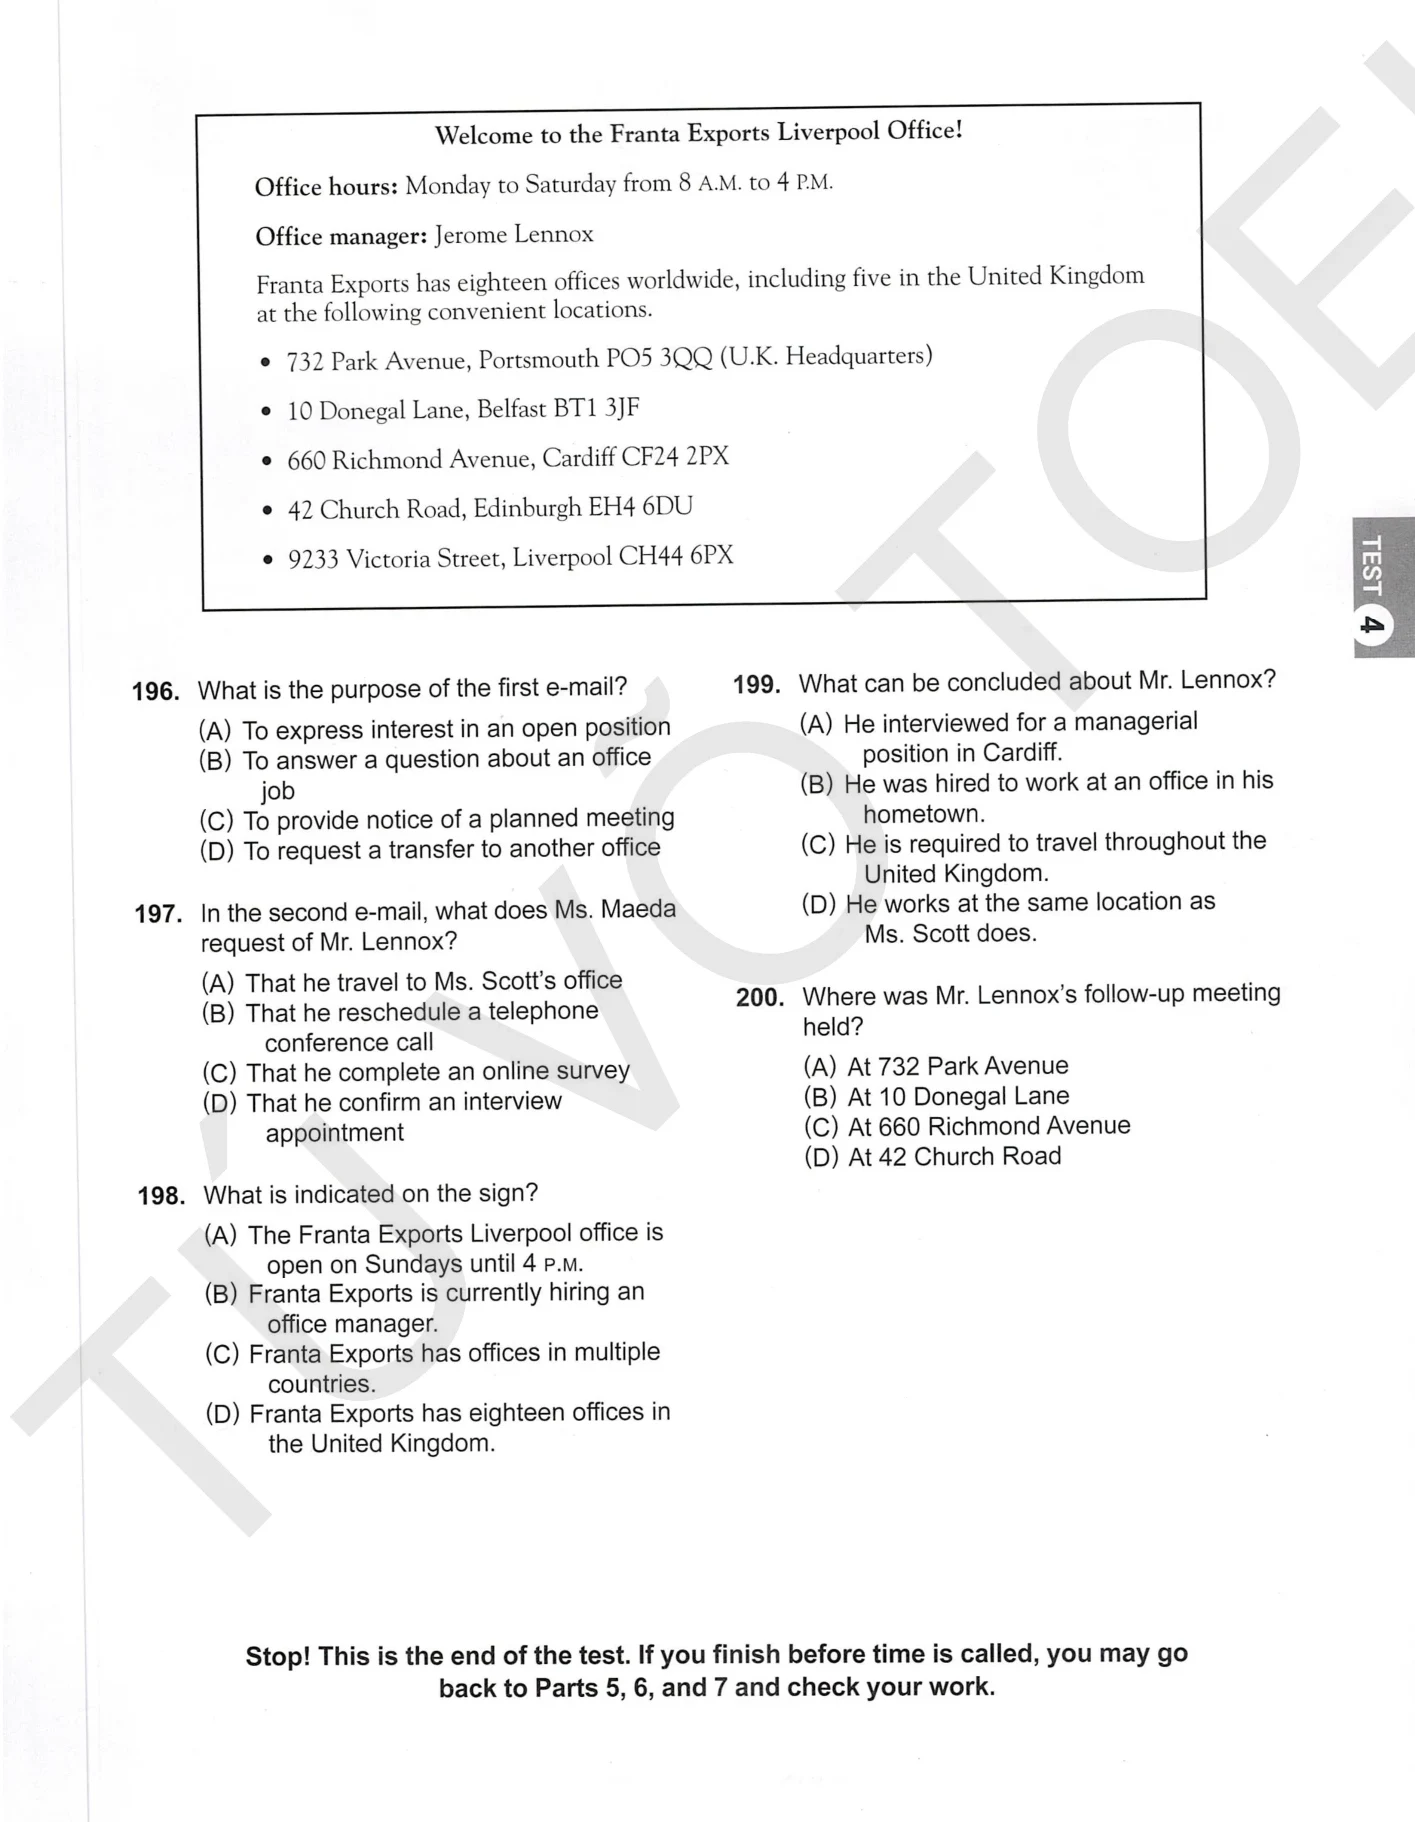 Welcome to the Franta Exports Liverpool Office!
Office hours: Monday to Saturday from 8 A.M. to 4 P.M.
Office manager: Jerome Lennox
Franta Exports has eighteen offices worldwide, including five in the United Kingdom
at the following convenient locations.
• 732 Park Avenue, Portsmouth PO5 3QQ (U.K. Headquarters)
• 10 Donegal Lane, Belfast BT1 3JF
• 660 Richmond Avenue, Cardiff CF24 2PX
• 42 Church Road, Edinburgh EH4 6DU
• 9233 Victoria Street, Liverpool CH44 6PX
TEST 4
196. What is the purpose of the first e-mail?
(A) To express interest in an open position
(B) To answer a question about an office
job
(C) To provide notice of a planned meeting
(D) To request a transfer to another office
197. In the second e-mail, what does Ms. Maeda
request of Mr. Lennox?
(A) That he travel to Ms. Scott's office
(B) That he reschedule a telephone
conference call
(C) That he complete an online survey
(D) That he confirm an interview
appointment
198. What is indicated on the sign?
(A) The Franta Exports Liverpool office is
open on Sundays until 4 P.M.
(B) Franta Exports is currently hiring an
office manager.
(C) Franta Exports has offices in multiple
countries.
(D) Franta Exports has eighteen offices in
the United Kingdom.
199. What can be concluded about Mr. Lennox?
(A) He interviewed for a managerial
position in Cardiff.
(B) He was hired to work at an office in his
hometown.
(C) He is required to travel throughout the
United Kingdom.
(D) He works at the same location as
Ms. Scott does.
200. Where was Mr. Lennox's follow-up meeting
held?
(A) At 732 Park Avenue
(B) At 10 Donegal Lane
(C) At 660 Richmond Avenue
(D) At 42 Church Road
Stop! This is the end of the test. If you finish before time is called, you may go
back to Parts 5, 6, and 7 and check your work.
TÚ VÕ TOE